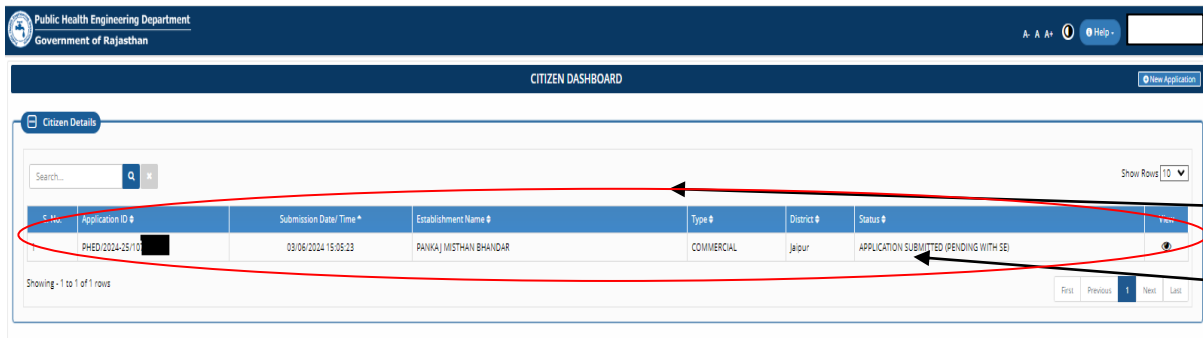 Public Health Engineering Department
Government of Rajasthan
A- A A+ Help
CITIZEN DASHBOARD
New Application
Citizen Details
Search...
Show Rows 10
S. No. Application ID Submission Date/ Time Establishment Name Type District Status View
1 PHED/2024-25/10 03/06/2024 15:05:23 PANKAJ MISTHAN BHANDAR COMMERCIAL Jaipur APPLICATION SUBMITTED (PENDING WITH SE)
Showing - 1 to 1 of 1 rows
First Previous 1 Next Last